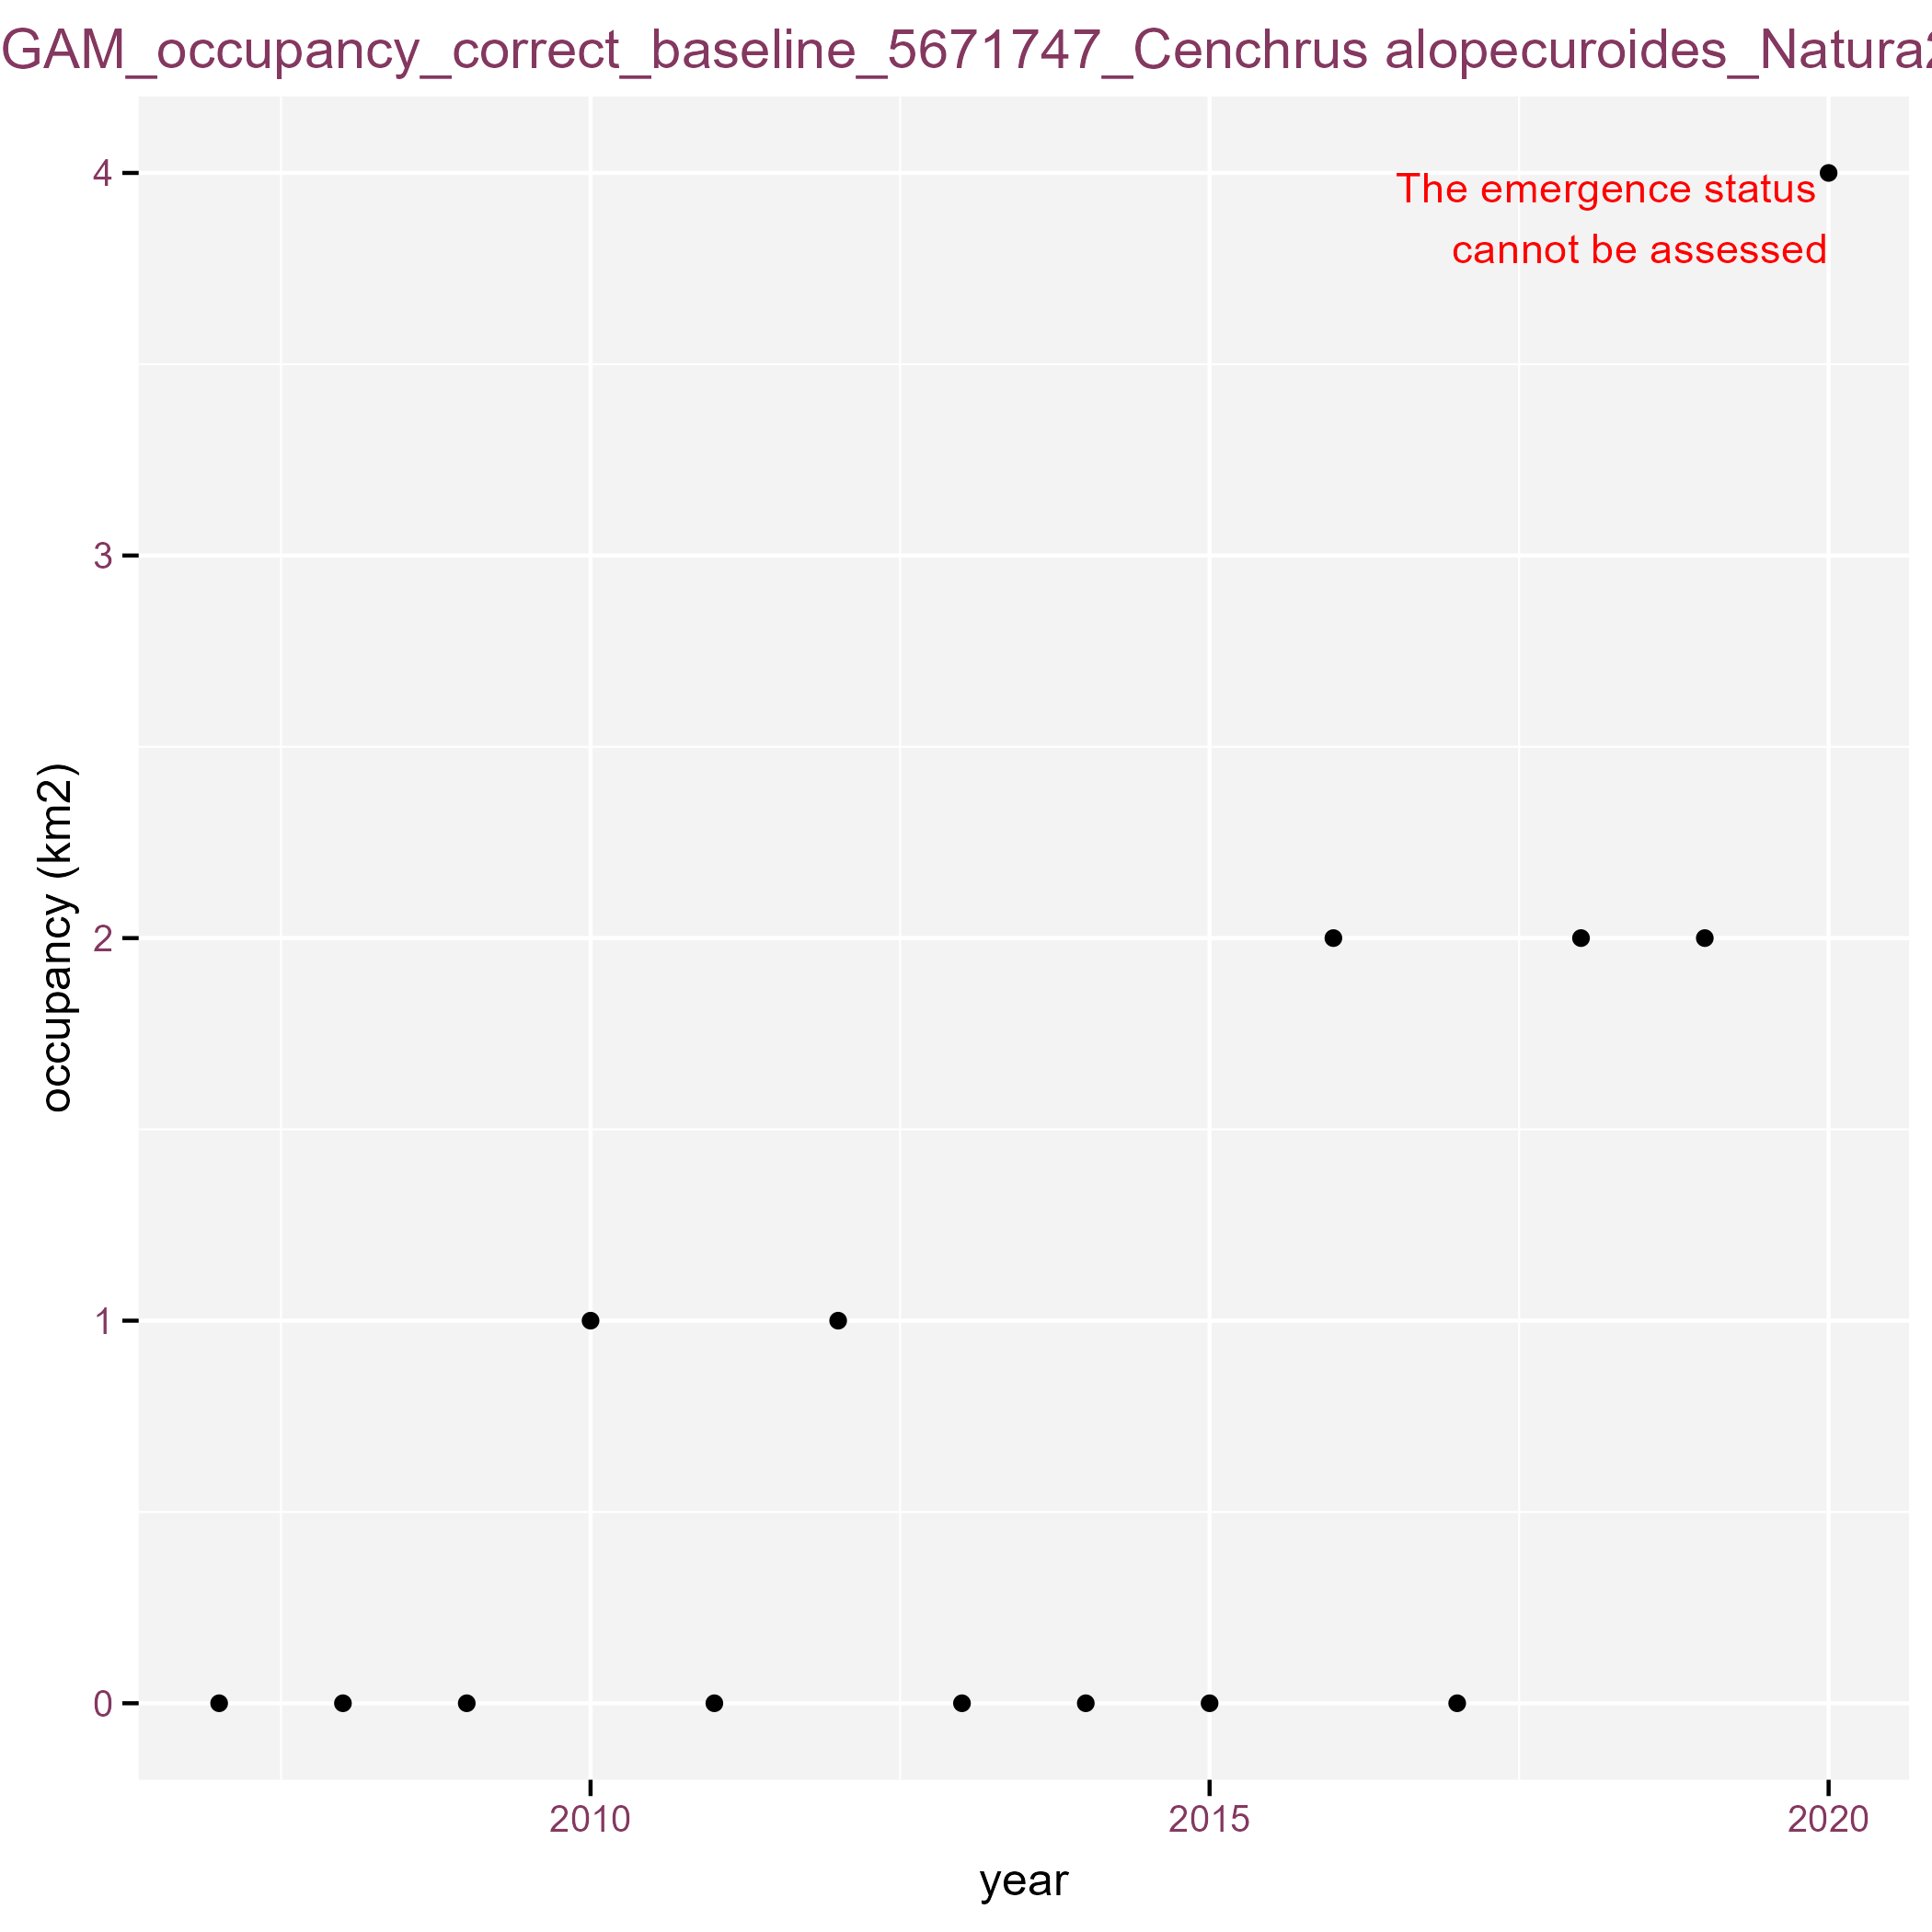 GAM_occupancy_correct_baseline_5671747_Cenchrus alopecuroides_Natura2
The emergence status
cannot be assessed
4
3
2
1
0
occupancy (km2)
2010 2015 2020
year